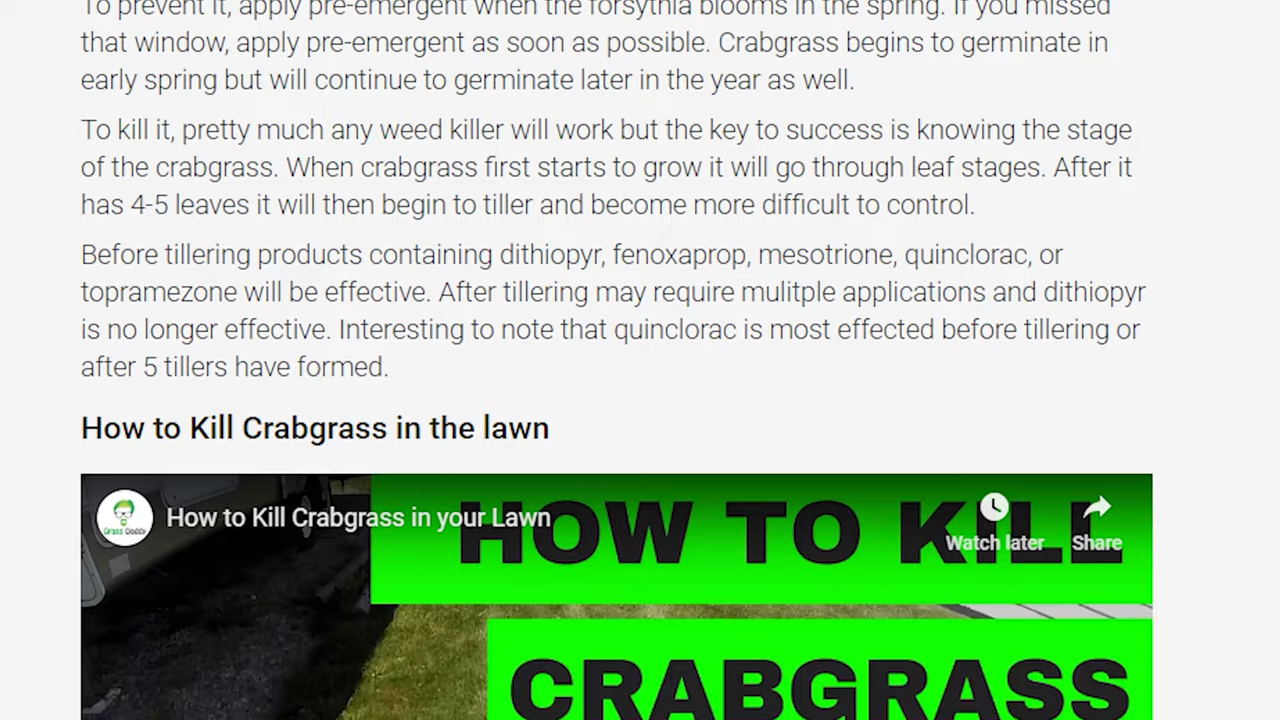 To prevent it, apply pre-emergent when the forsythia blooms in the spring. If you missed
that window, apply pre-emergent as soon as possible. Crabgrass begins to germinate in
early spring but will continue to germinate later in the year as well.
To kill it, pretty much any weed killer will work but the key to success is knowing the stage
of the crabgrass. When crabgrass first starts to grow it will go through leaf stages. After it
has 4-5 leaves it will then begin to tiller and become more difficult to control.
Before tillering products containing dithiopyr, fenoxaprop, mesotrione, quinclorac, or
topramezone will be effective. After tillering may require mulitple applications and dithiopyr
is no longer effective. Interesting to note that quinclorac is most effected before tillering or
after 5 tillers have formed.
How to Kill Crabgrass in the lawn
Grass Daddy
How to Kill Crabgrass in your Lawn
HOW TO KILL
Watch later
Share
CRABGRASS